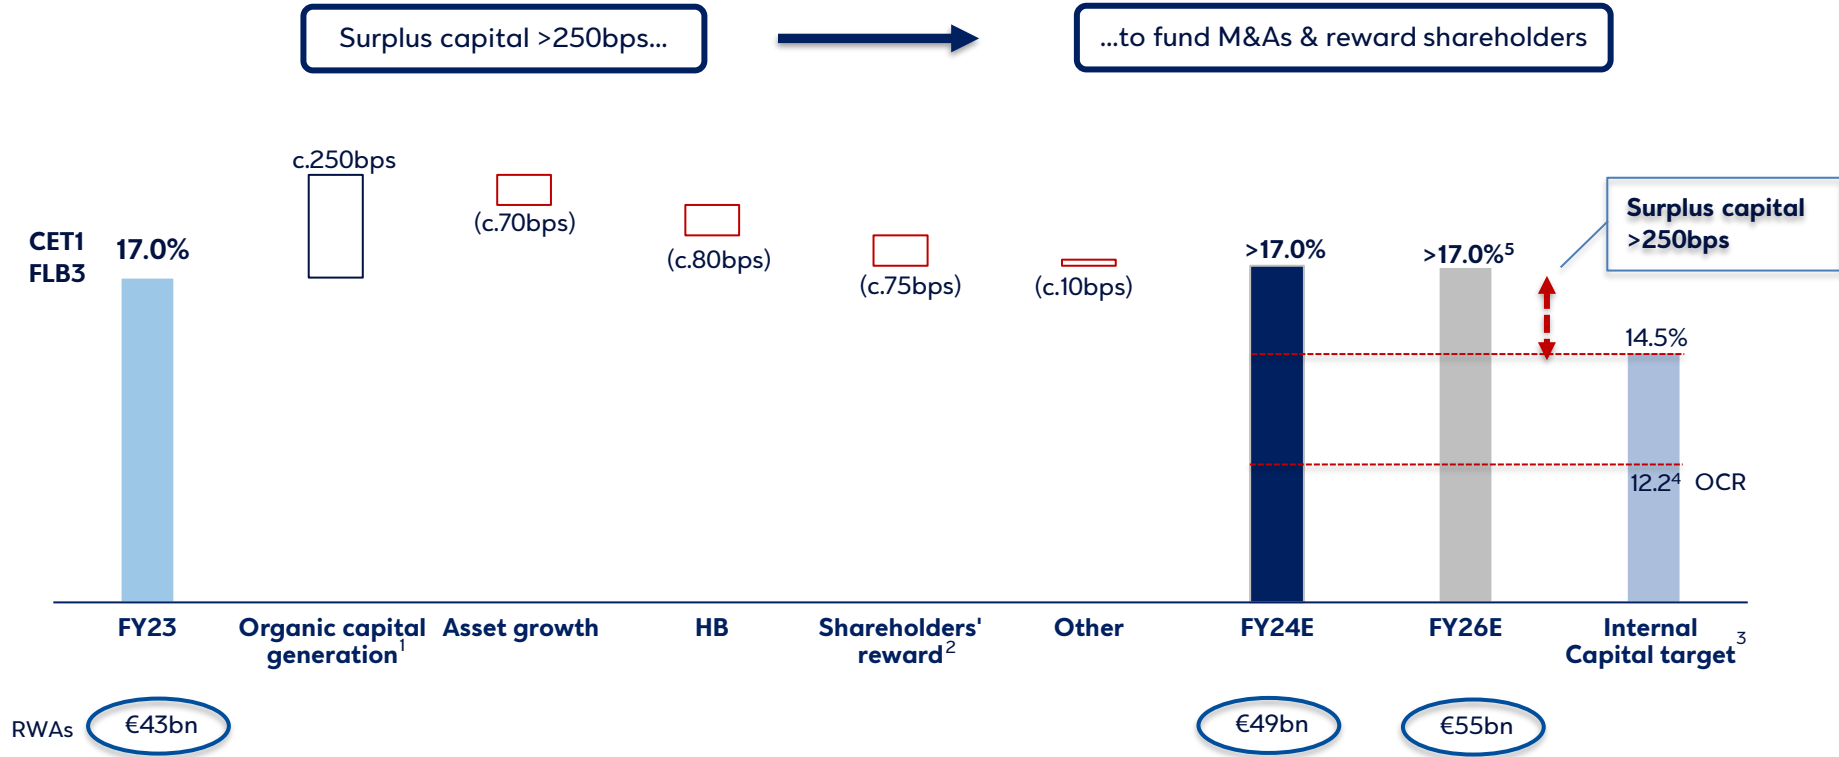 Surplus capital >250bps...
...to fund M&As & reward shareholders
c.250bps
(c.70bps)
(c.80bps)
(c.75bps)
(c.10bps)
CET1
FLB3
17.0%
>17.0%
>17.0%⁵
Surplus capital
>250bps
14.5%
12.2⁴ OCR
FY23
Organic capital
generation¹
Asset growth
HB
Shareholders'
reward²
Other
FY24E
FY26E
Internal
Capital target³
RWAs
€43bn
€49bn
€55bn